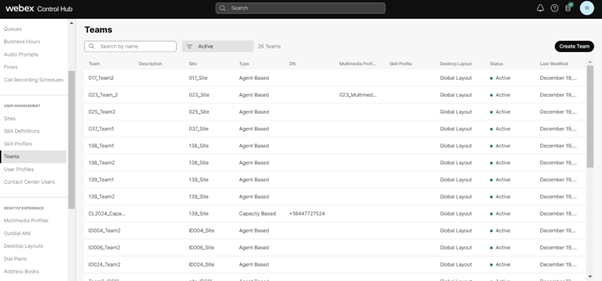 webex Control Hub
Search
W
Queues
Business Hours
Audio Prompts
Flows
Call Recording Schedules
USER MANAGEMENT
Sites
Skill Definitions
Skill Profiles
Teams
User Profiles
Contact Center Users
DESKTOP EXPERIENCE
Multimedia Profiles
Outdial ANI
Desktop Layouts
Dial Plans
Address Books
Teams
Search by name
Active
26 Teams
Create Team
Team Description Site Type DN Multimedia Profi... Skill Profile Desktop Layout Status Last Modified
017_Team2 017_Site Agent Based Global Layout Active December 19,...
023_Team_2 023_Site Agent Based 023_Multimed... Global Layout Active December 19,...
025_Team2 025_Site Agent Based Global Layout Active December 19,...
037_Team1 037_Site Agent Based Global Layout Active December 19,...
138_Team1 138_Site Agent Based Global Layout Active December 19,...
138_Team2 138_Site Agent Based Global Layout Active December 19,...
139_Team1 139_Site Agent Based Global Layout Active December 19,...
139_Team2 139_Site Agent Based Global Layout Active December 19,...
CL2024_Capa... 139_Site Capacity Based +18447727524 Global Layout Active December 19,...
ID004_Team2 ID004_Site Agent Based Global Layout Active December 19,...
ID006_Team2 ID006_Site Agent Based Global Layout Active December 19,...
ID024_Team2 ID024_Site Agent Based Global Layout Active December 19,...